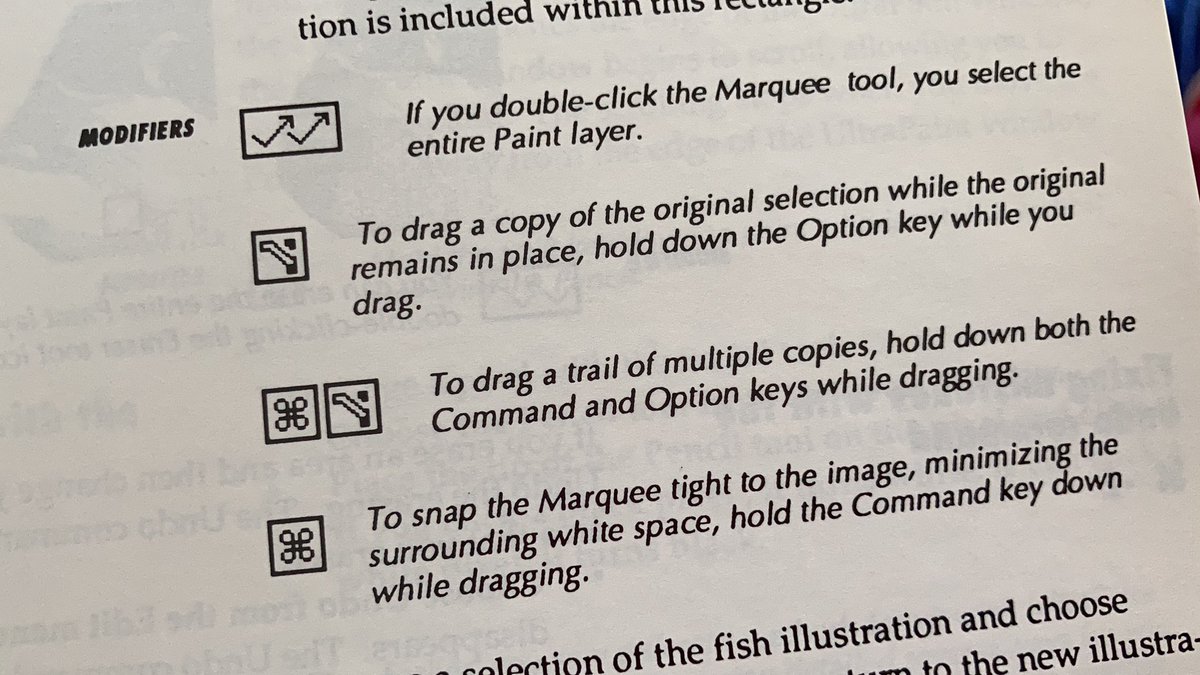 tion is included within this rectangle.
MODIFIERS
If you double-click the Marquee tool, you select the
entire Paint layer.
To drag a copy of the original selection while the original
remains in place, hold down the Option key while you
drag.
To drag a trail of multiple copies, hold down both the
Command and Option keys while dragging.
⌘
To snap the Marquee tight to the image, minimizing the
surrounding white space, hold the Command key down
while dragging.
⌘
selection of the fish illustration and choose
to the new illustra-